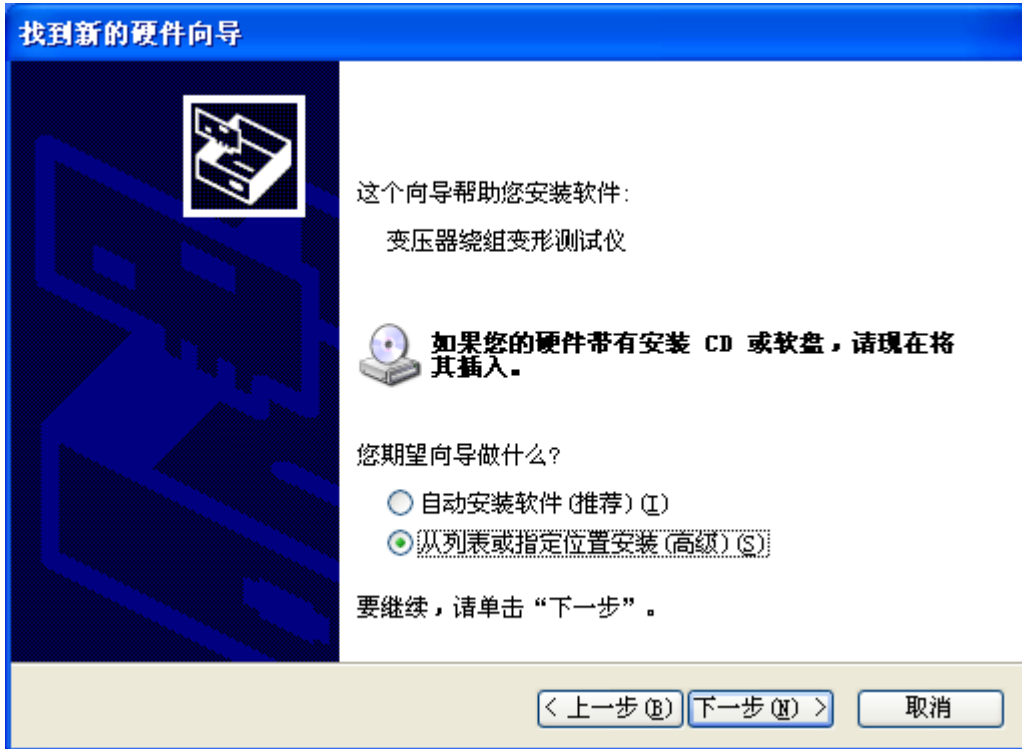 找到新的硬件向导
这个向导帮助您安装软件:
变压器绕组变形测试仪
如果您的硬件带有安装 CD 或软盘，请现在将
其插入。
您期望向导做什么?
自动安装软件(推荐)(I)
从列表或指定位置安装(高级)(S)
要继续，请单击“下一步”。
< 上一步(B) 下一步(N) > 取消